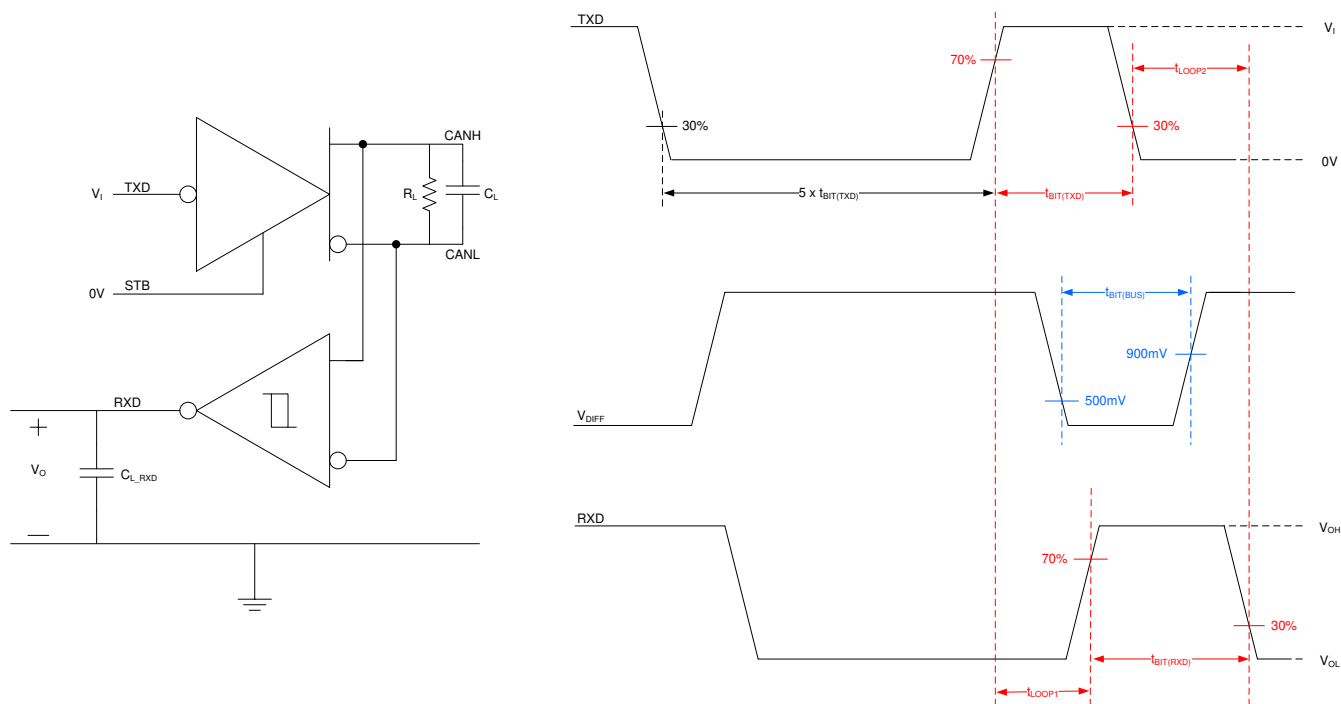 V_I TXD
0V STB
CANH
R_L C_L
CANL
RXD
+
V_O
C_L_RXD
—
TXD
V_I
70%
t_LOOP2
30%
30%
0V
5 x t_BIT(TXD)
t_BIT(TXD)
t_BIT(BUS)
900mV
500mV
V_DIFF
RXD
V_OH
70%
30%
t_BIT(RXD)
V_OL
t_LOOP1